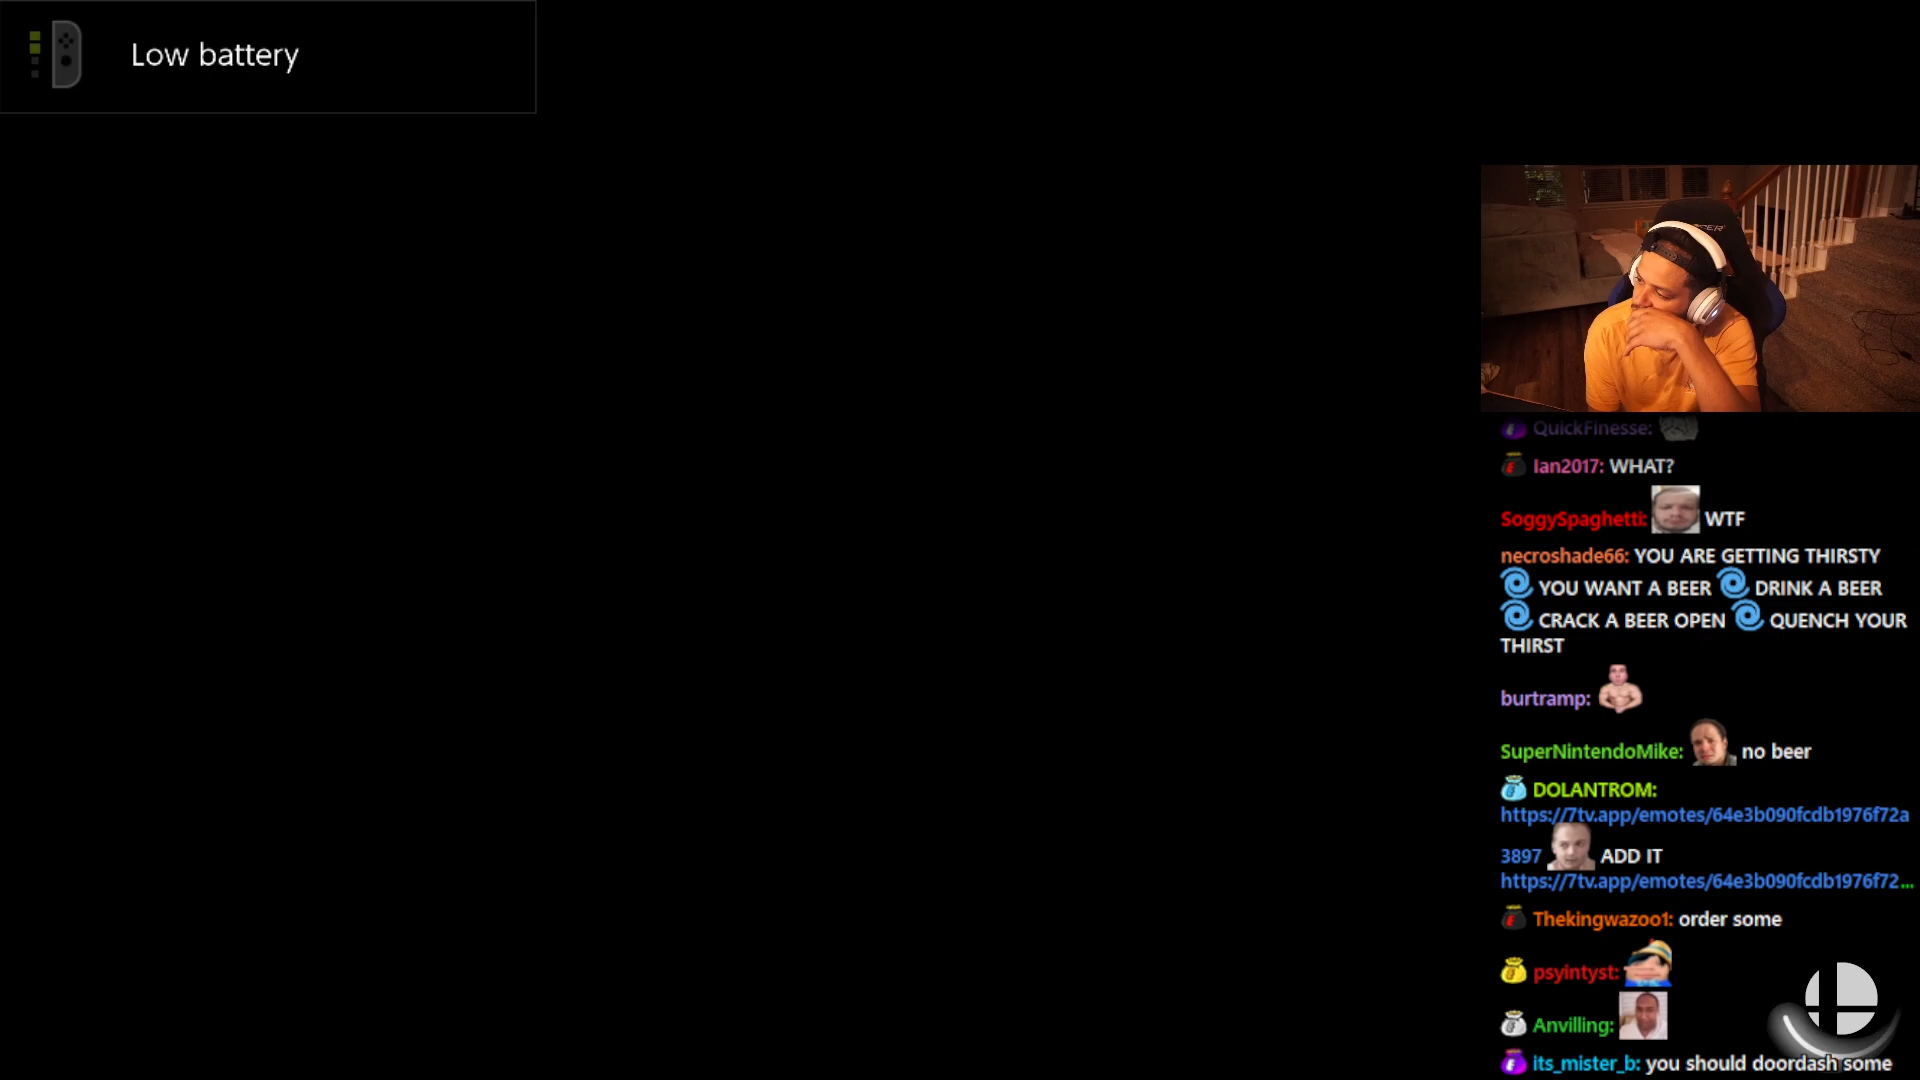 Low battery
QuickFinesse:
Ian2017: WHAT?
SoggySpaghetti: WTF
necroshade66: YOU ARE GETTING THIRSTY
YOU WANT A BEER DRINK A BEER
CRACK A BEER OPEN QUENCH YOUR
THIRST
burtramp:
SuperNintendoMike: no beer
DOLANTROM:
https://7tv.app/emotes/64e3b090fcdb1976f72a
3897 ADD IT
https://7tv.app/emotes/64e3b090fcdb1976f72...
Thekingwazoo1: order some
psyintyst:
Anvilling:
its_mister_b: you should doordash some